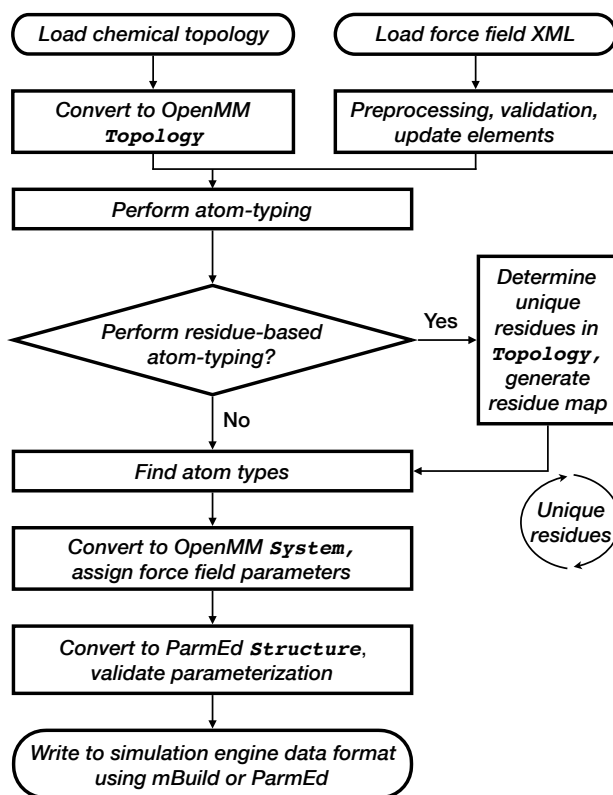 Load chemical topology
Load force field XML
Convert to OpenMM
Topology
Preprocessing, validation,
update elements
Perform atom-typing
Perform residue-based
atom-typing?
Yes
Determine
unique
residues in
Topology,
generate
residue map
No
Find atom types
Unique
residues
Convert to OpenMM System,
assign force field parameters
Convert to ParmEd Structure,
validate parameterization
Write to simulation engine data format
using mBuild or ParmEd